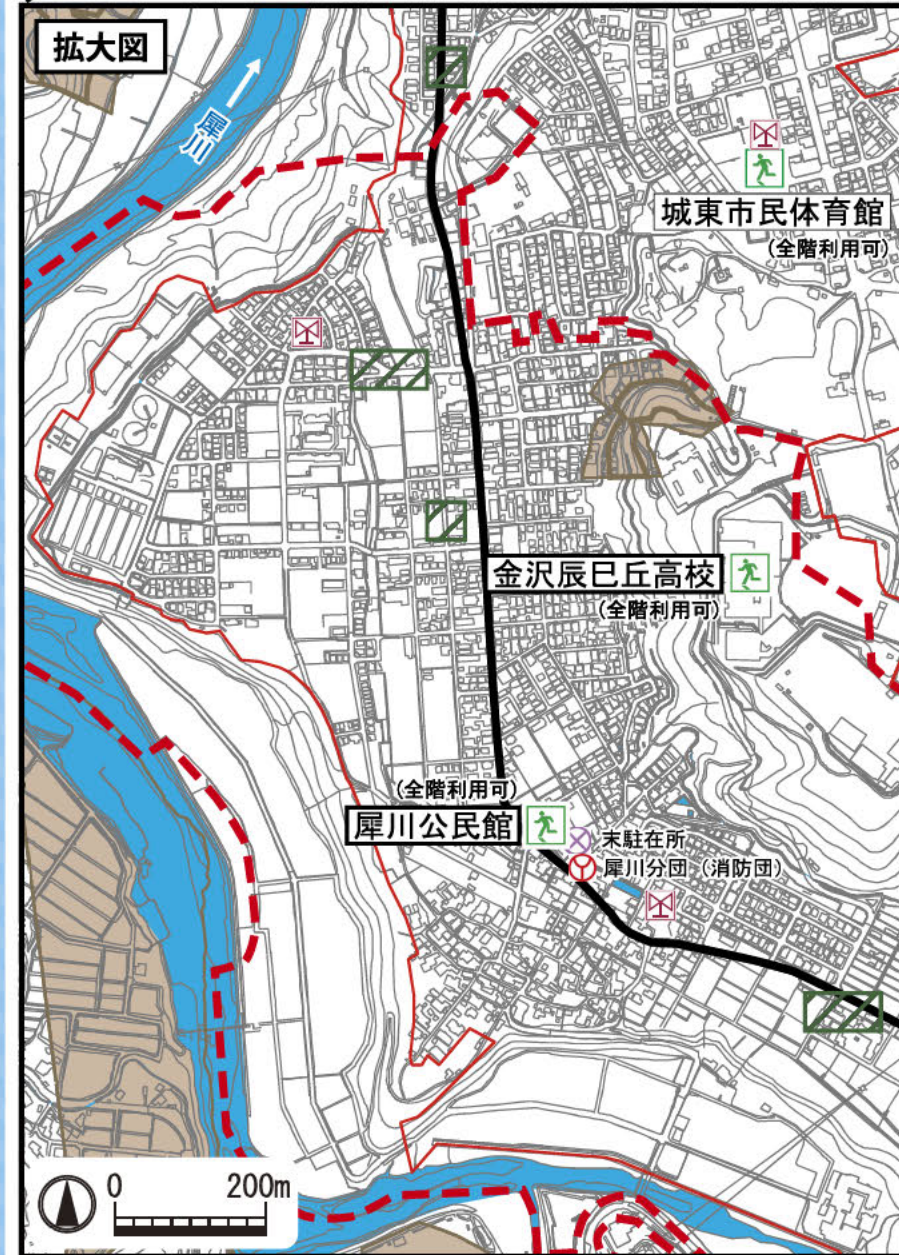 拡大図
犀川
城東市民体育館
(全階利用可)
金沢辰巳丘高校
(全階利用可)
(全階利用可)
犀川公民館
末駐在所
犀川分団（消防団）
0 200m